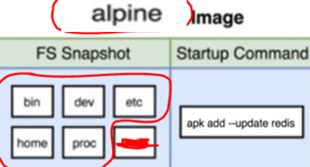 alpine Image
FS Snapshot Startup Command
bin dev etc
apk add --update redis
home proc